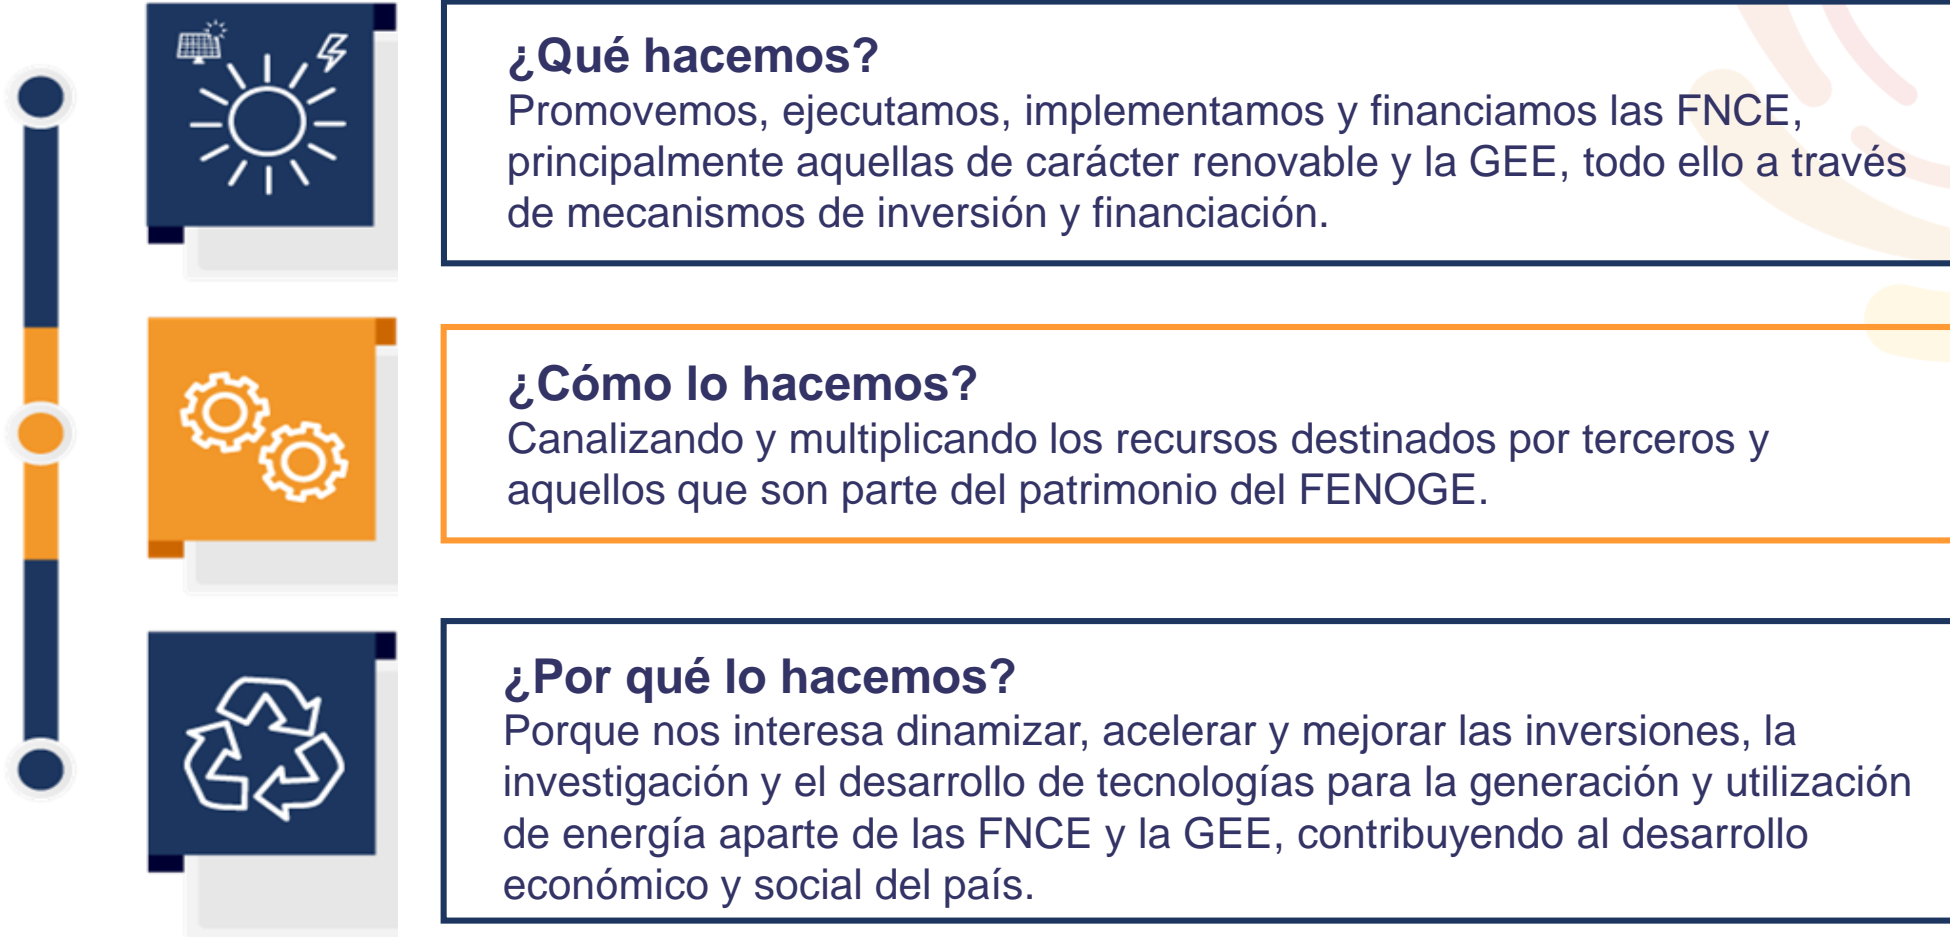 ¿Qué hacemos?
Promovemos, ejecutamos, implementamos y financiamos las FNCE,
principalmente aquellas de carácter renovable y la GEE, todo ello a través
de mecanismos de inversión y financiación.
¿Cómo lo hacemos?
Canalizando y multiplicando los recursos destinados por terceros y
aquellos que son parte del patrimonio del FENOGE.
¿Por qué lo hacemos?
Porque nos interesa dinamizar, acelerar y mejorar las inversiones, la
investigación y el desarrollo de tecnologías para la generación y utilización
de energía aparte de las FNCE y la GEE, contribuyendo al desarrollo
económico y social del país.